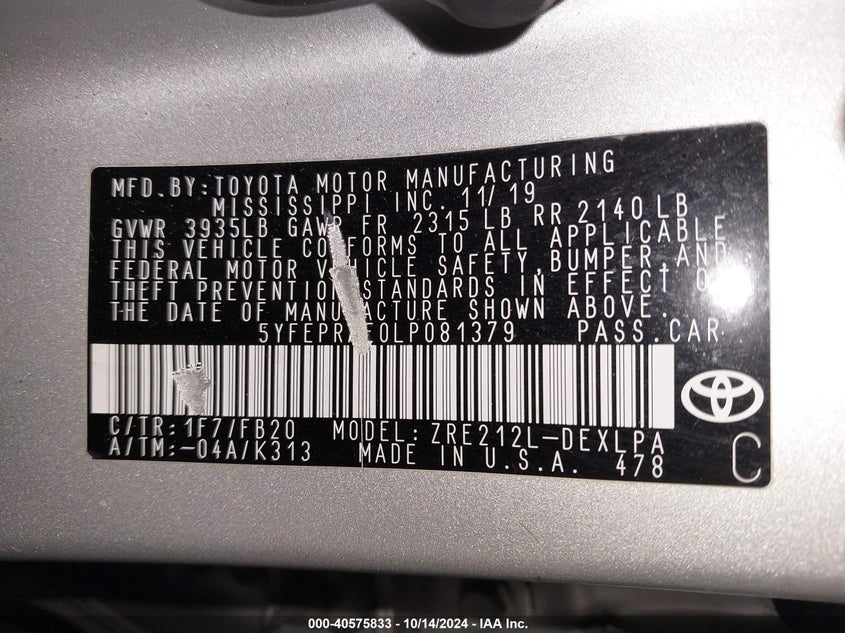 MFD.BY:TOYOTA MOTOR MANUFACTURING
MISSISSIPPI INC. 11/19
GVWR 3935LB GAWR FR 2315 LB RR 2140 LB
THIS VEHICLE CONFORMS TO ALL APPLICABLE
FEDERAL MOTOR VEHICLE SAFETY,BUMPER,AND
THEFT PREVENTION STANDARDS IN EFFECT ON
THE DATE OF MANUFACTURE SHOWN ABOVE.
PASS.CAR
C/TR:1F7/FB20 MODEL:ZRE212L-DEXLPA
A/TM:-04A/K313 MADE IN U.S.A. 478
C
000-40575833 - 10/14/2024 - IAA Inc.